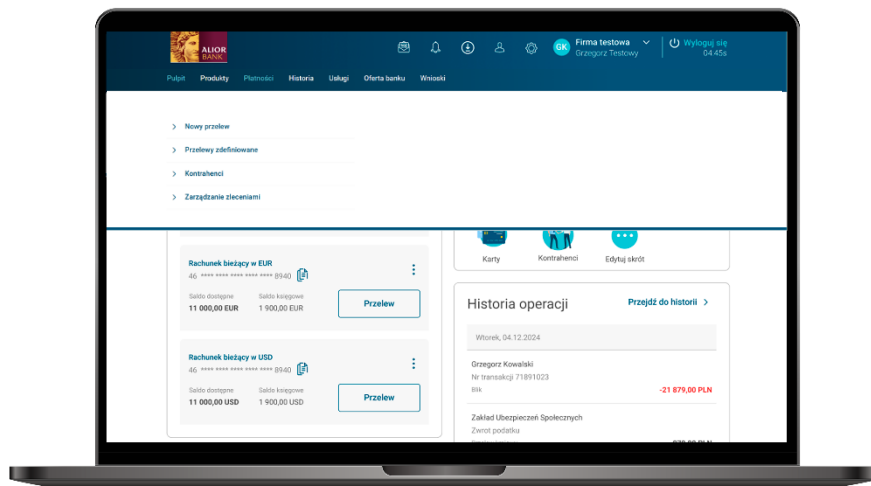 ALIOR
BANK
GK
Firma testowa
Grzegorz Testowy
Wyloguj się
04:45s
Pulpit Produkty Płatności Historia Usługi Oferta banku Wnioski
Nowy przelew
Przelewy zdefiniowane
Kontrahenci
Zarządzanie zleceniami
Rachunek bieżący w EUR
46 **** **** **** **** **** 8940
Saldo dostępne Saldo księgowe
11 000,00 EUR 1 900,00 EUR
Przelew
Rachunek bieżący w USD
46 **** **** **** **** **** 8940
Saldo dostępne Saldo księgowe
11 000,00 USD 1 900,00 USD
Przelew
Karty Kontrahenci Edytuj skrót
Historia operacji
Przejdź do historii
Wtorek, 04.12.2024
Grzegorz Kowalski
Nr transakcji 71891023
Blik
-21 879,00 PLN
Zakład Ubezpieczeń Społecznych
Zwrot podatku